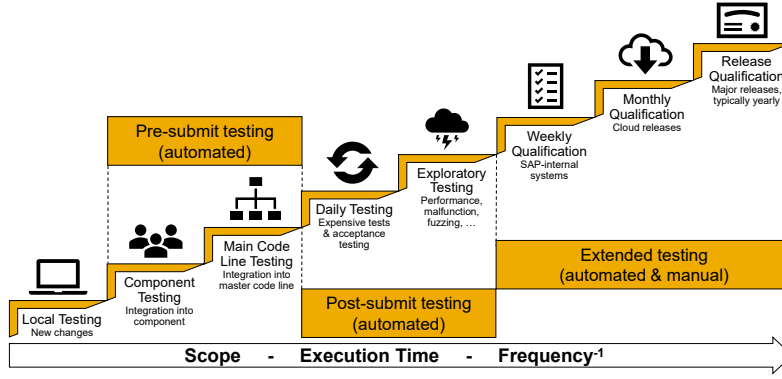 Local Testing
New changes
Component
Testing
Integration into
component
Main Code
Line Testing
Integration into
master code line
Daily Testing
Expensive tests
& acceptance
testing
Exploratory
Testing
Performance,
malfunction,
fuzzing, ...
Weekly
Qualification
SAP-internal
systems
Monthly
Qualification
Cloud releases
Release
Qualification
Major releases,
typically yearly
Pre-submit testing
(automated)
Post-submit testing
(automated)
Extended testing
(automated & manual)
Scope - Execution Time - Frequency⁻¹